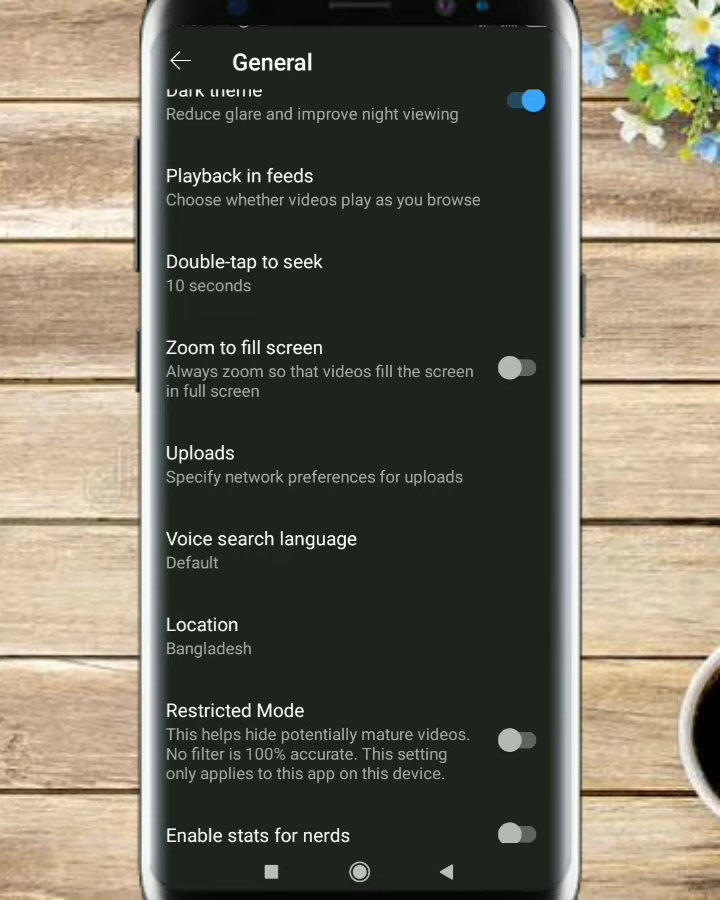 General
Dark theme
Reduce glare and improve night viewing
Playback in feeds
Choose whether videos play as you browse
Double-tap to seek
10 seconds
Zoom to fill screen
Always zoom so that videos fill the screen
in full screen
Uploads
Specify network preferences for uploads
Voice search language
Default
Location
Bangladesh
Restricted Mode
This helps hide potentially mature videos.
No filter is 100% accurate. This setting
only applies to this app on this device.
Enable stats for nerds